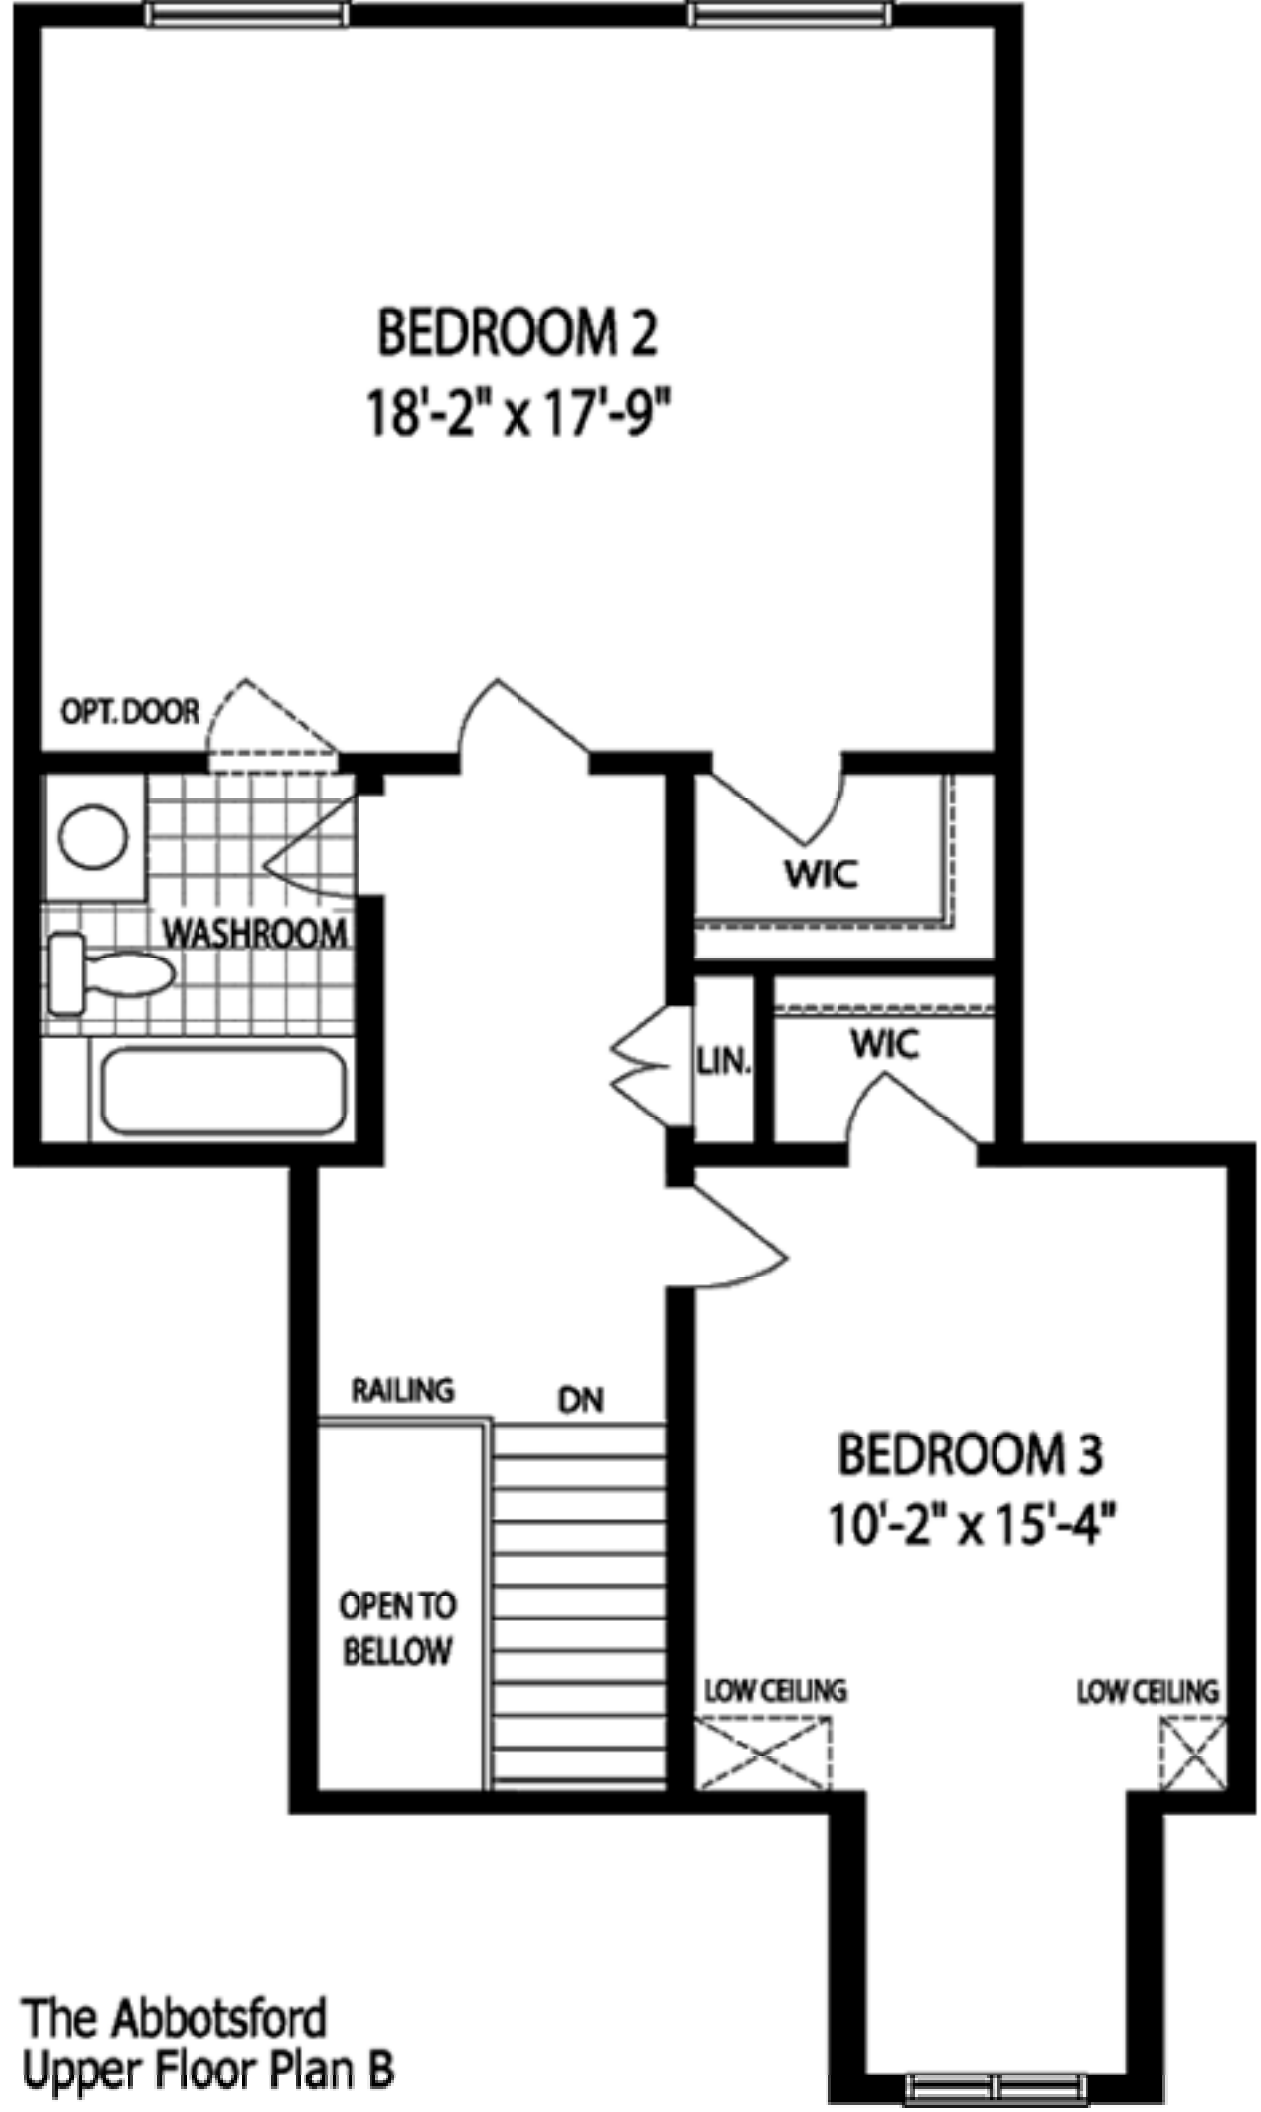 BEDROOM 2
18'-2" x 17'-9"
OPT. DOOR
WIC
WASHROOM
WIC
LIN.
RAILING
DN
BEDROOM 3
10'-2" x 15'-4"
OPEN TO
BELLOW
LOW CEILING
LOW CEILING
The Abbotsford
Upper Floor Plan B